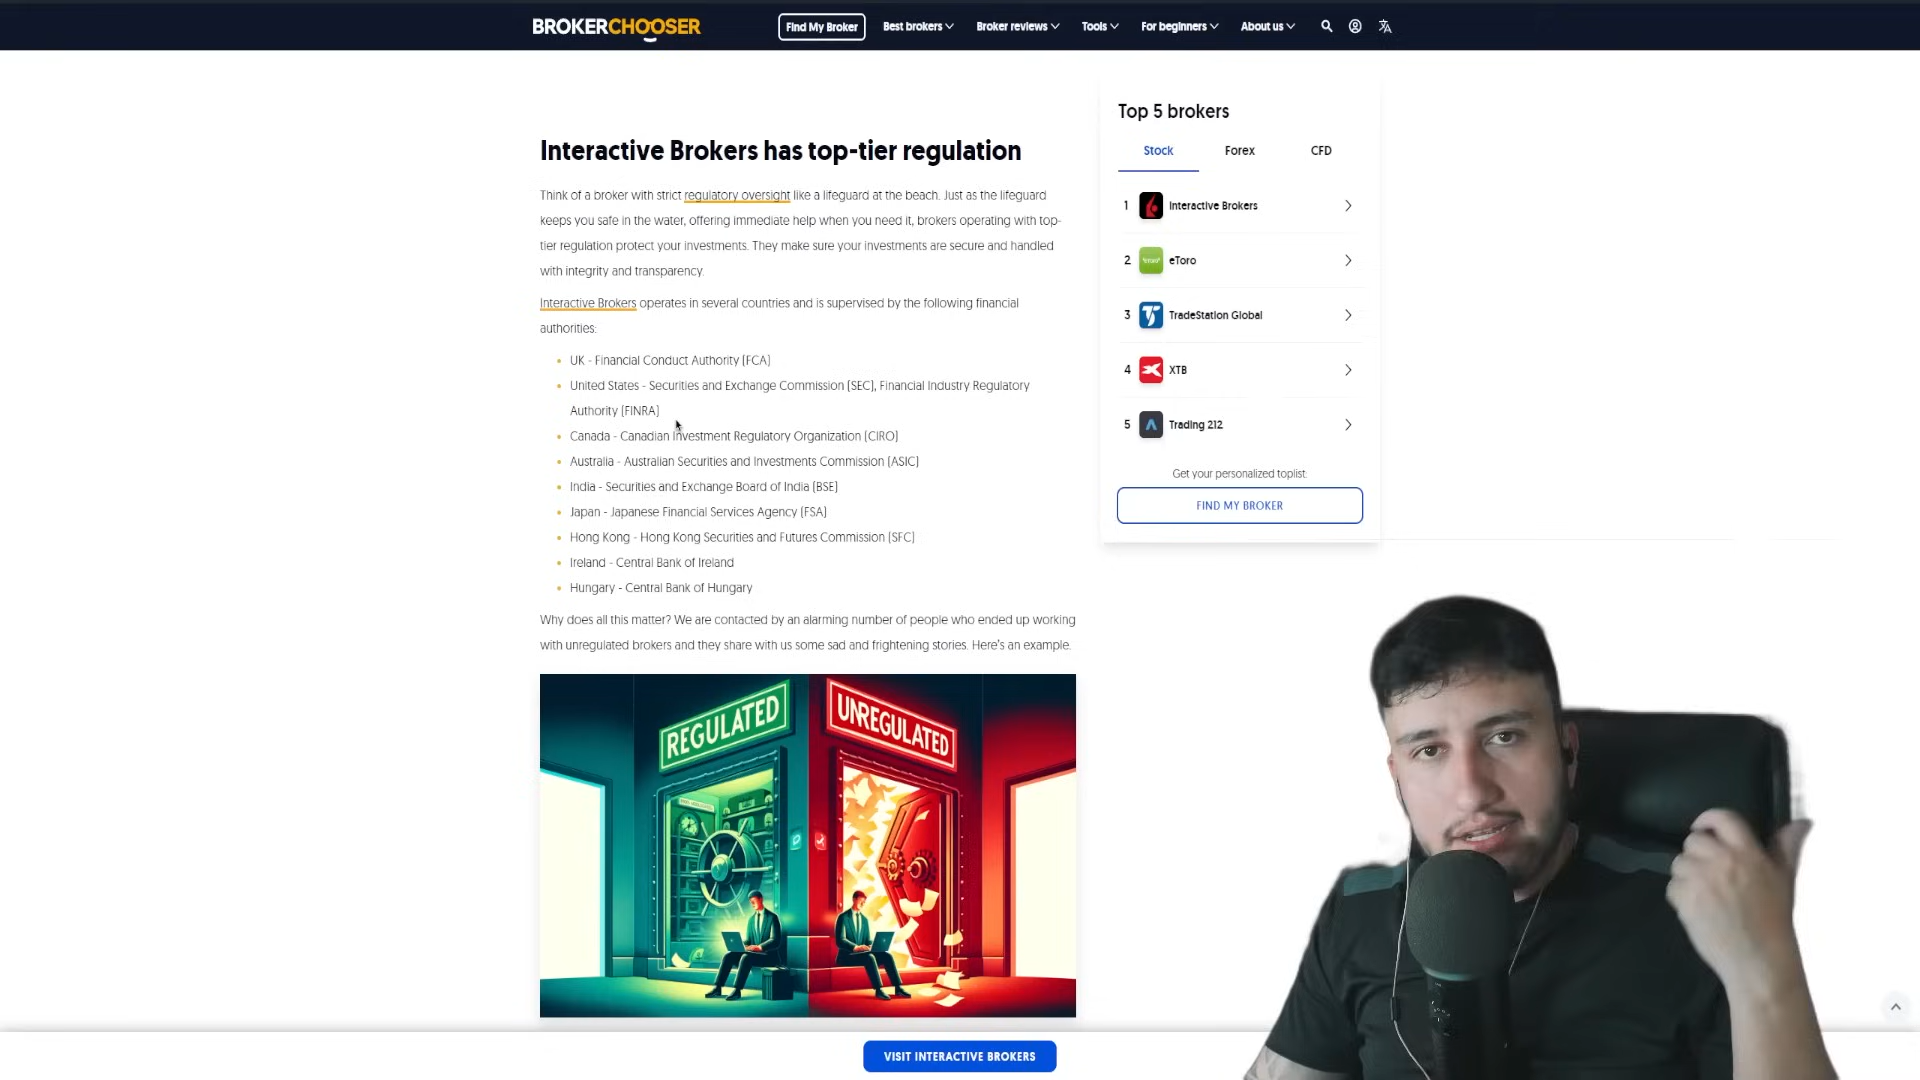 BROKERCHOOSER
Find My Broker
Best brokers
Broker reviews
Tools
For beginners
About us
Interactive Brokers has top-tier regulation
Think of a broker with strict regulatory oversight like a lifeguard at the beach. Just as the lifeguard
keeps you safe in the water, offering immediate help when you need it, brokers operating with top-
tier regulation protect your investments. They make sure your investments are secure and handled
with integrity and transparency.
Interactive Brokers operates in several countries and is supervised by the following financial
authorities:
UK - Financial Conduct Authority (FCA)
United States - Securities and Exchange Commission (SEC), Financial Industry Regulatory
Authority (FINRA)
Canada - Canadian Investment Regulatory Organization (CIRO)
Australia - Australian Securities and Investments Commission (ASIC)
India - Securities and Exchange Board of India (BSE)
Japan - Japanese Financial Services Agency (FSA)
Hong Kong - Hong Kong Securities and Futures Commission (SFC)
Ireland - Central Bank of Ireland
Hungary - Central Bank of Hungary
Why does all this matter? We are contacted by an alarming number of people who ended up working
with unregulated brokers and they share with us some sad and frightening stories. Here's an example.
REGULATED
UNREGULATED
Top 5 brokers
Stock
Forex
CFD
1 Interactive Brokers
2 eToro
3 TradeStation Global
4 XTB
5 Trading 212
Get your personalized toplist:
FIND MY BROKER
VISIT INTERACTIVE BROKERS